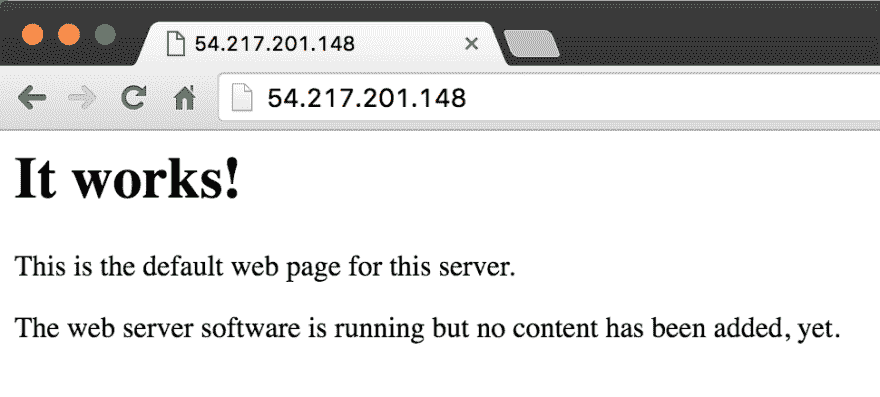 54.217.201.148
54.217.201.148
It works!
This is the default web page for this server.
The web server software is running but no content has been added, yet.